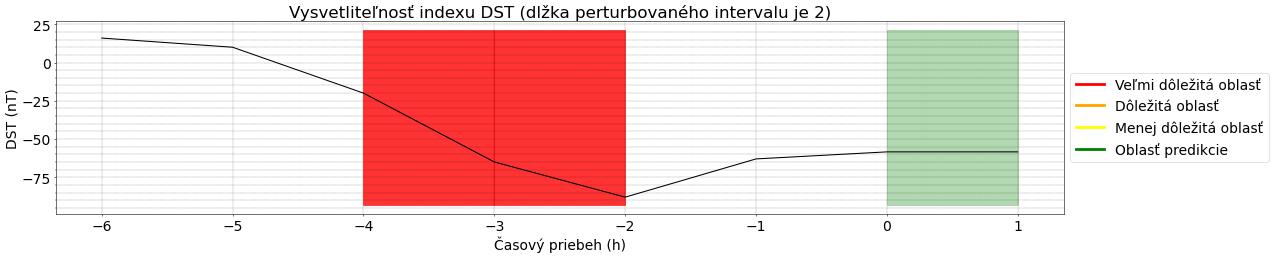 Vysvetliteľnosť indexu DST (dĺžka perturbovaného intervalu je 2)
25
0
−25
−50
−75
DST (nT)
−6 −5 −4 −3 −2 −1 0 1
Časový priebeh (h)
Veľmi dôležitá oblasť
Dôležitá oblasť
Menej dôležitá oblasť
Oblasť predikcie